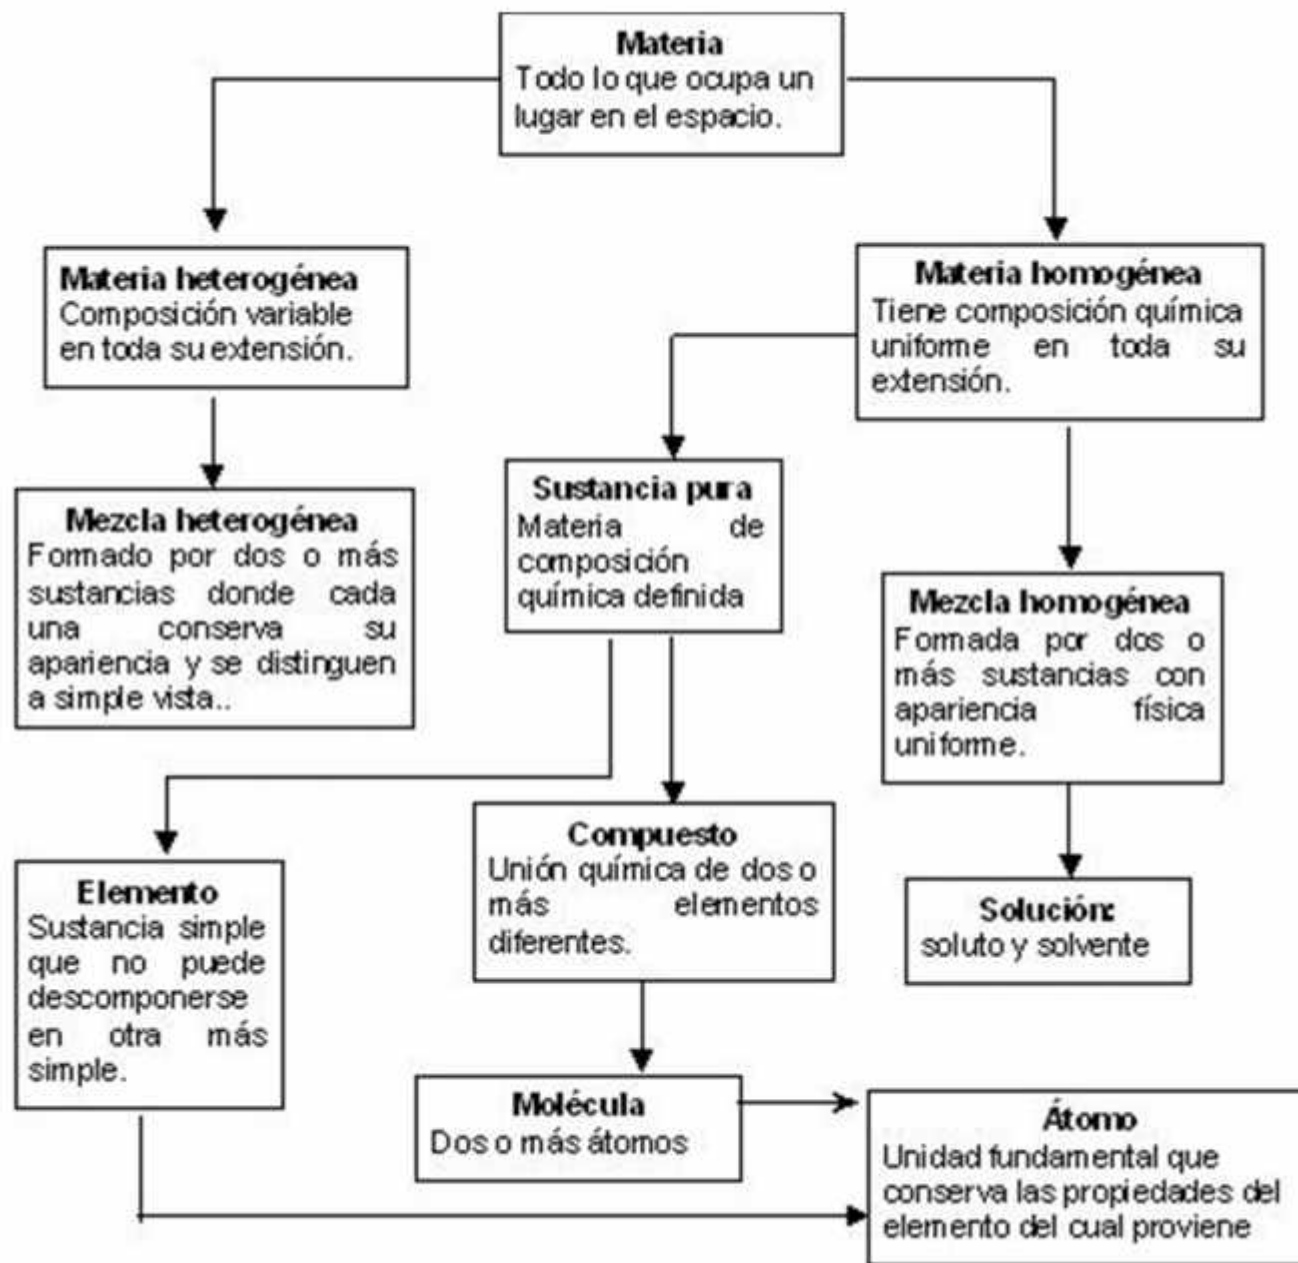 Materia
Todo lo que ocupa un
lugar en el espacio.
Materia heterogénea
Composición variable
en toda su extensión.
Materia homogénea
Tiene composición química
uniforme en toda su
extensión.
Mezcla heterogénea
Formado por dos o más
sustancias donde cada
una conserva su
apariencia y se distinguen
a simple vista..
Sustancia pura
Materia de
composición
química definida
Mezcla homogénea
Formada por dos o
más sustancias con
apariencia física
uniforme.
Elemento
Sustancia simple
que no puede
descomponerse
en otra más
simple.
Compuesto
Unión química de dos o
más elementos
diferentes.
Solución:
soluto y solvente
Molécula
Dos o más átomos
Átomo
Unidad fundamental que
conserva las propiedades del
elemento del cual proviene